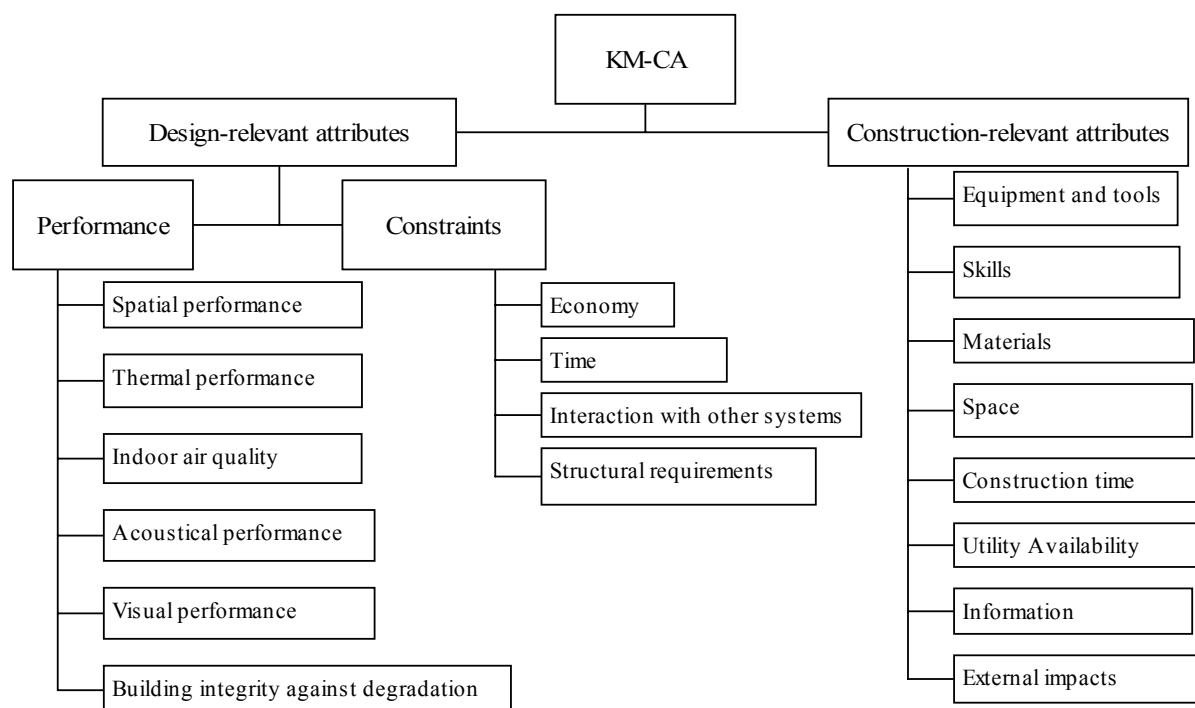 KM-CA
Design-relevant attributes
Construction-relevant attributes
Performance
Constraints
Spatial performance
Thermal performance
Indoor air quality
Acoustical performance
Visual performance
Building integrity against degradation
Economy
Time
Interaction with other systems
Structural requirements
Equipment and tools
Skills
Materials
Space
Construction time
Utility Availability
Information
External impacts